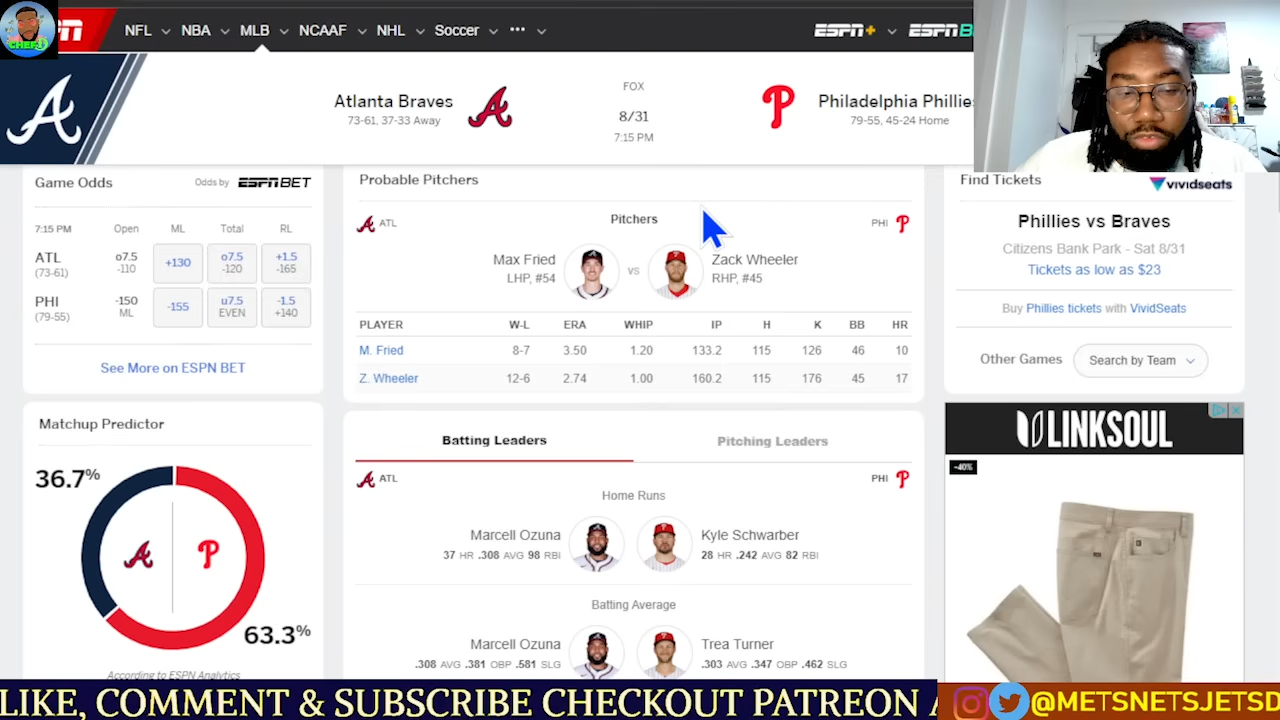 CHEF
NFL NBA MLB NCAAF NHL Soccer ••• ESPN+ ESPN
Atlanta Braves
73-61, 37-33 Away
FOX
8/31
7:15 PM
Philadelphia Phillies
79-55, 45-24 Home
Game Odds
Odds by ESPN BET
7:15 PM Open ML Total RL
ATL o7.5 +130 o7.5 +1.5
(73-61) -110 -120 -165
PHI -150 -155 u7.5 -1.5
(79-55) ML EVEN +140
See More on ESPN BET
Matchup Predictor
36.7%
63.3%
According to ESPN Analytics
Probable Pitchers
ATL Pitchers PHI
Max Fried vs Zack Wheeler
LHP, #54 RHP, #45
PLAYER W-L ERA WHIP IP H K BB HR
M. Fried 8-7 3.50 1.20 133.2 115 126 46 10
Z. Wheeler 12-6 2.74 1.00 160.2 115 176 45 17
Batting Leaders Pitching Leaders
ATL PHI
Home Runs
Marcell Ozuna Kyle Schwarber
37 HR .308 AVG 98 RBI 28 HR .242 AVG 82 RBI
Batting Average
Marcell Ozuna Trea Turner
.308 AVG .381 OBP .581 SLG .303 AVG .347 OBP .462 SLG
Find Tickets vividseats
Phillies vs Braves
Citizens Bank Park - Sat 8/31
Tickets as low as $23
Buy Phillies tickets with VividSeats
Other Games Search by Team
LINKSOUL
-40%
LIKE, COMMENT & SUBSCRIBE CHECKOUT PATREON A
@METSNETSJETSD